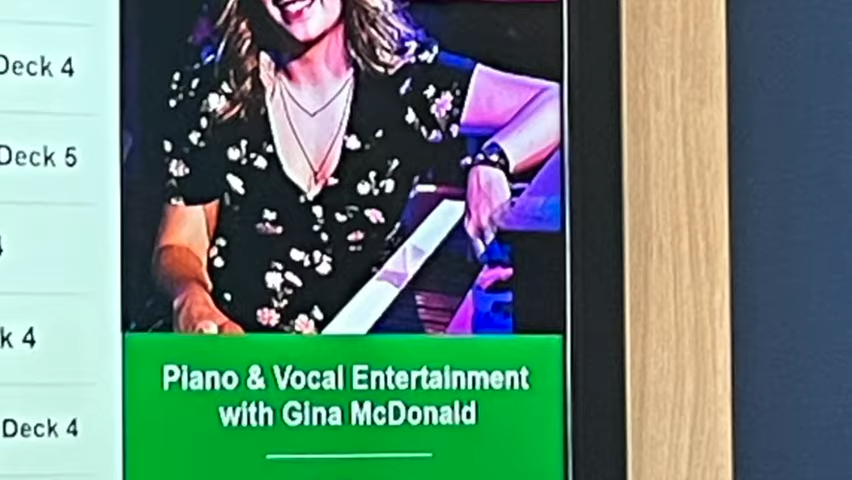 Deck 4
Deck 5
k 4
Deck 4
Piano & Vocal Entertainment
with Gina McDonald